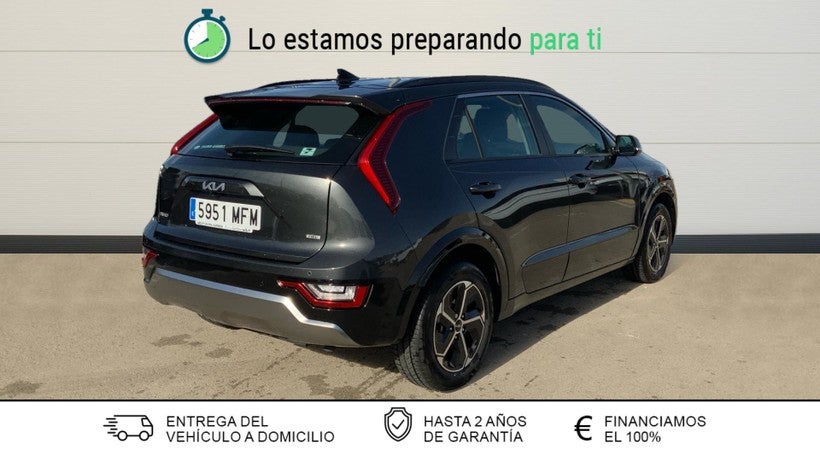 Lo estamos preparando para ti
KIA
5951 MFM
ENTREGA DEL
VEHÍCULO A DOMICILIO
HASTA 2 AÑOS
DE GARANTÍA
€
FINANCIAMOS
EL 100%